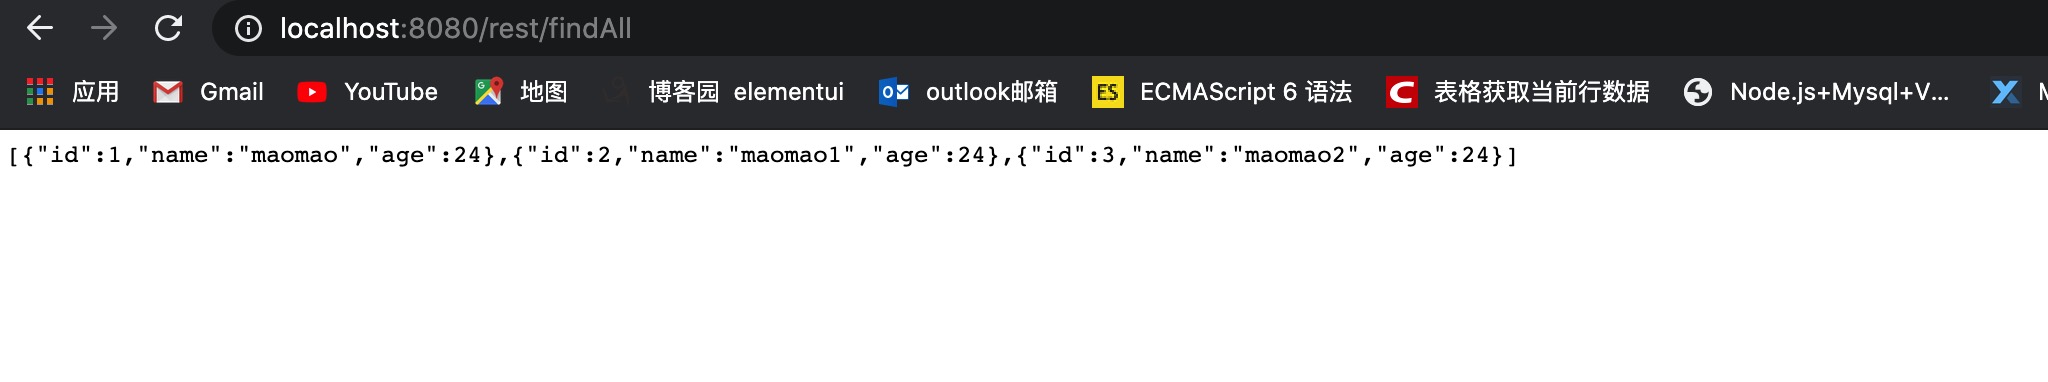 localhost:8080/rest/findAll
应用 Gmail YouTube 地图 博客园 elementui outlook邮箱 ES ECMAScript 6 语法 表格获取当前行数据 Node.js+Mysql+V...
[{"id":1,"name":"maomao","age":24},{"id":2,"name":"maomao1","age":24},{"id":3,"name":"maomao2","age":24}]